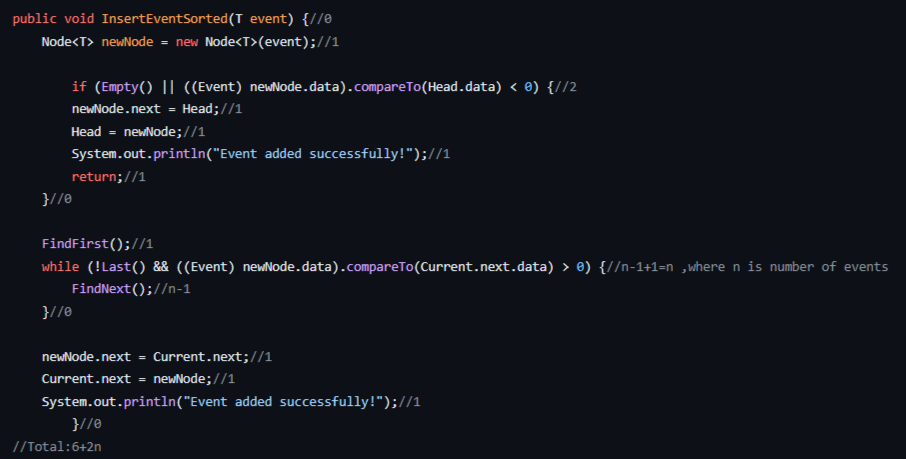 public void InsertEventSorted(T event) {//0
Node<T> newNode = new Node<T>(event);//1
if (Empty() || ((Event) newNode.data).compareTo(Head.data) < 0) {//2
newNode.next = Head;//1
Head = newNode;//1
System.out.println("Event added successfully!");//1
return;//1
}//0
FindFirst();//1
while (!Last() && ((Event) newNode.data).compareTo(Current.next.data) > 0) {//n-1+1=n ,where n is number of events
FindNext();//n-1
}//0
newNode.next = Current.next;//1
Current.next = newNode;//1
System.out.println("Event added successfully!");//1
}//0
//Total:6+2n